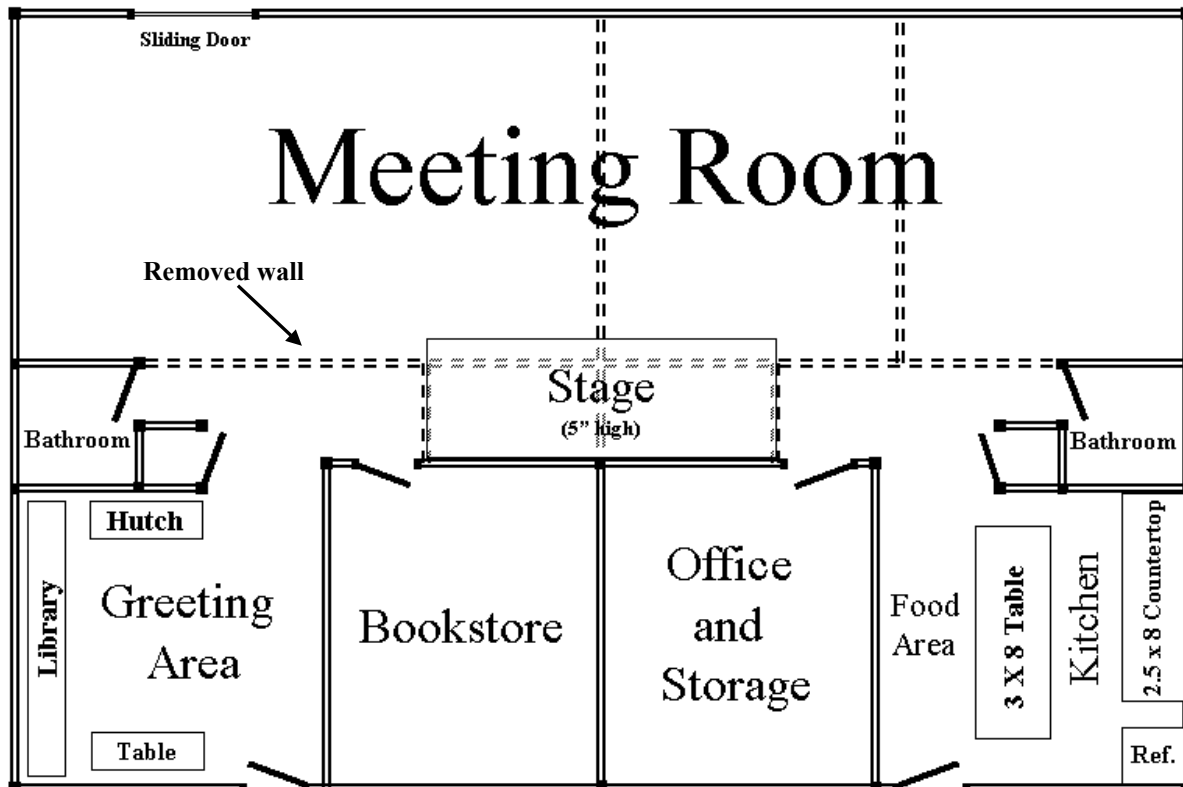 Sliding Door
Meeting Room
Removed wall
Stage
(5” high)
Bathroom
Bathroom
Hutch
Library
Greeting
Area
Table
Bookstore
Office
and
Storage
Food
Area
3 X 8 Table
Kitchen
2.5 x 8 Countertop
Ref.